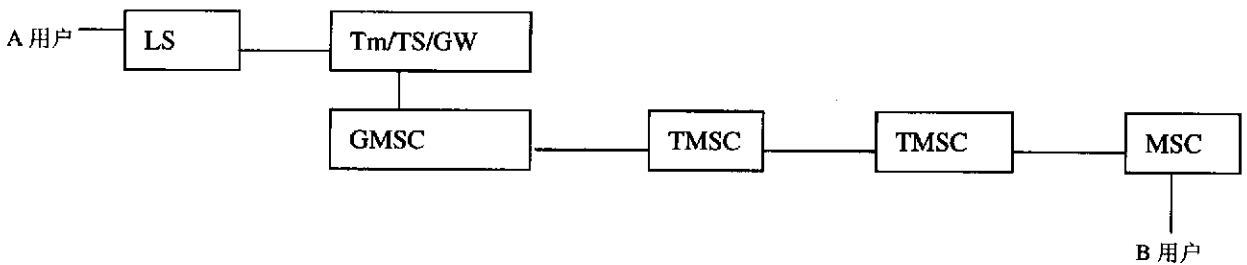 A 用户
LS
Tm/TS/GW
GMSC
TMSC
TMSC
MSC
B 用户